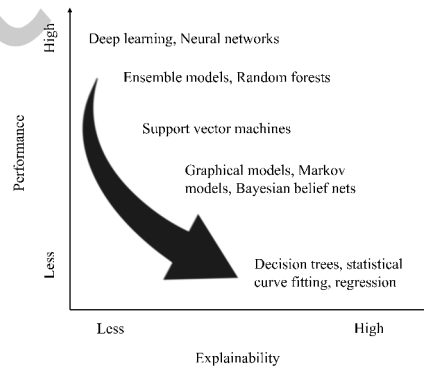 High
Deep learning, Neural networks
Ensemble models, Random forests
Support vector machines
Performance
Graphical models, Markov
models, Bayesian belief nets
Less
Decision trees, statistical
curve fitting, regression
Less
High
Explainability